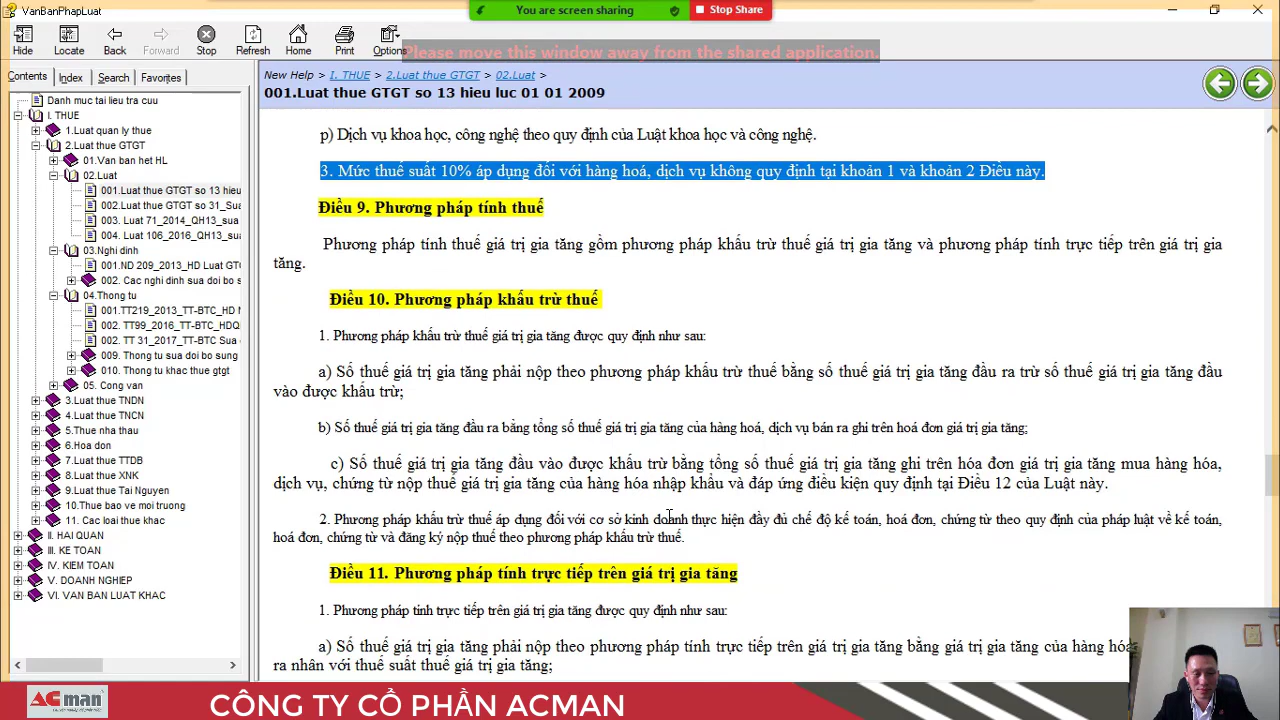 VanBanPhapLuat
You are screen sharing
Stop Share
Hide
Locate
Back
Forward
Stop
Refresh
Home
Print
Options
Please move this window away from the shared application.
Contents
Index
Search
Favorites
Danh muc tai lieu tra cuu
I. THUE
1.Luat quan ly thue
2.Luat thue GTGT
01.Van ban het HL
02.Luat
001.Luat thue GTGT so 13 hieu
002.Luat thue GTGT so 31_Sua
003. Luat 71_2014_QH13_sua
004. Luat 106_2016_QH13_sua
03.Nghi dinh
001.ND 209_2013_HD Luat GTG
002. Cac nghi dinh sua doi bo s
04.Thong tu
001.TT219_2013_TT-BTC_HD N
002. TT99_2016_TT-BTC_HDQ
002. TT 31_2017_TT-BTC Sua
009. Thong tu sua doi bo sung
010. Thong tu khac thue gtgt
05. Cong van
3.Luat thue TNDN
4.Luat thue TNCN
5.Thue nha thau
6.Hoa don
7.Luat thue TTDB
8.Luat thue XNK
9.Luat thue Tai Nguyen
10.Thue bao ve moi truong
11. Cac loai thue khac
II. HAI QUAN
III. KE TOAN
IV. KIEM TOAN
V. DOANH NGHIEP
VI. VAN BAN LUAT KHAC
New Help > I. THUE > 2.Luat thue GTGT > 02.Luat >
001.Luat thue GTGT so 13 hieu luc 01 01 2009
p) Dịch vụ khoa học, công nghệ theo quy định của Luật khoa học và công nghệ.
3. Mức thuế suất 10% áp dụng đối với hàng hoá, dịch vụ không quy định tại khoản 1 và khoản 2 Điều này.
Điều 9. Phương pháp tính thuế
Phương pháp tính thuế giá trị gia tăng gồm phương pháp khấu trừ thuế giá trị gia tăng và phương pháp tính trực tiếp trên giá trị gia
tăng.
Điều 10. Phương pháp khấu trừ thuế
1. Phương pháp khấu trừ thuế giá trị gia tăng được quy định như sau:
a) Số thuế giá trị gia tăng phải nộp theo phương pháp khấu trừ thuế bằng số thuế giá trị gia tăng đầu ra trừ số thuế giá trị gia tăng đầu
vào được khấu trừ;
b) Số thuế giá trị gia tăng đầu ra bằng tổng số thuế giá trị gia tăng của hàng hoá, dịch vụ bán ra ghi trên hoá đơn giá trị gia tăng;
c) Số thuế giá trị gia tăng đầu vào được khấu trừ bằng tổng số thuế giá trị gia tăng ghi trên hóa đơn giá trị gia tăng mua hàng hóa,
dịch vụ, chứng từ nộp thuế giá trị gia tăng của hàng hóa nhập khẩu và đáp ứng điều kiện quy định tại Điều 12 của Luật này.
2. Phương pháp khấu trừ thuế áp dụng đối với cơ sở kinh doanh thực hiện đầy đủ chế độ kế toán, hoá đơn, chứng từ theo quy định của pháp luật về kế toán,
hoá đơn, chứng từ và đăng ký nộp thuế theo phương pháp khấu trừ thuế.
Điều 11. Phương pháp tính trực tiếp trên giá trị gia tăng
1. Phương pháp tính trực tiếp trên giá trị gia tăng được quy định như sau:
a) Số thuế giá trị gia tăng phải nộp theo phương pháp tính trực tiếp trên giá trị gia tăng bằng giá trị gia tăng của hàng hoá
ra nhân với thuế suất thuế giá trị gia tăng;
ACman
CÔNG TY CỔ PHẦN ACMAN